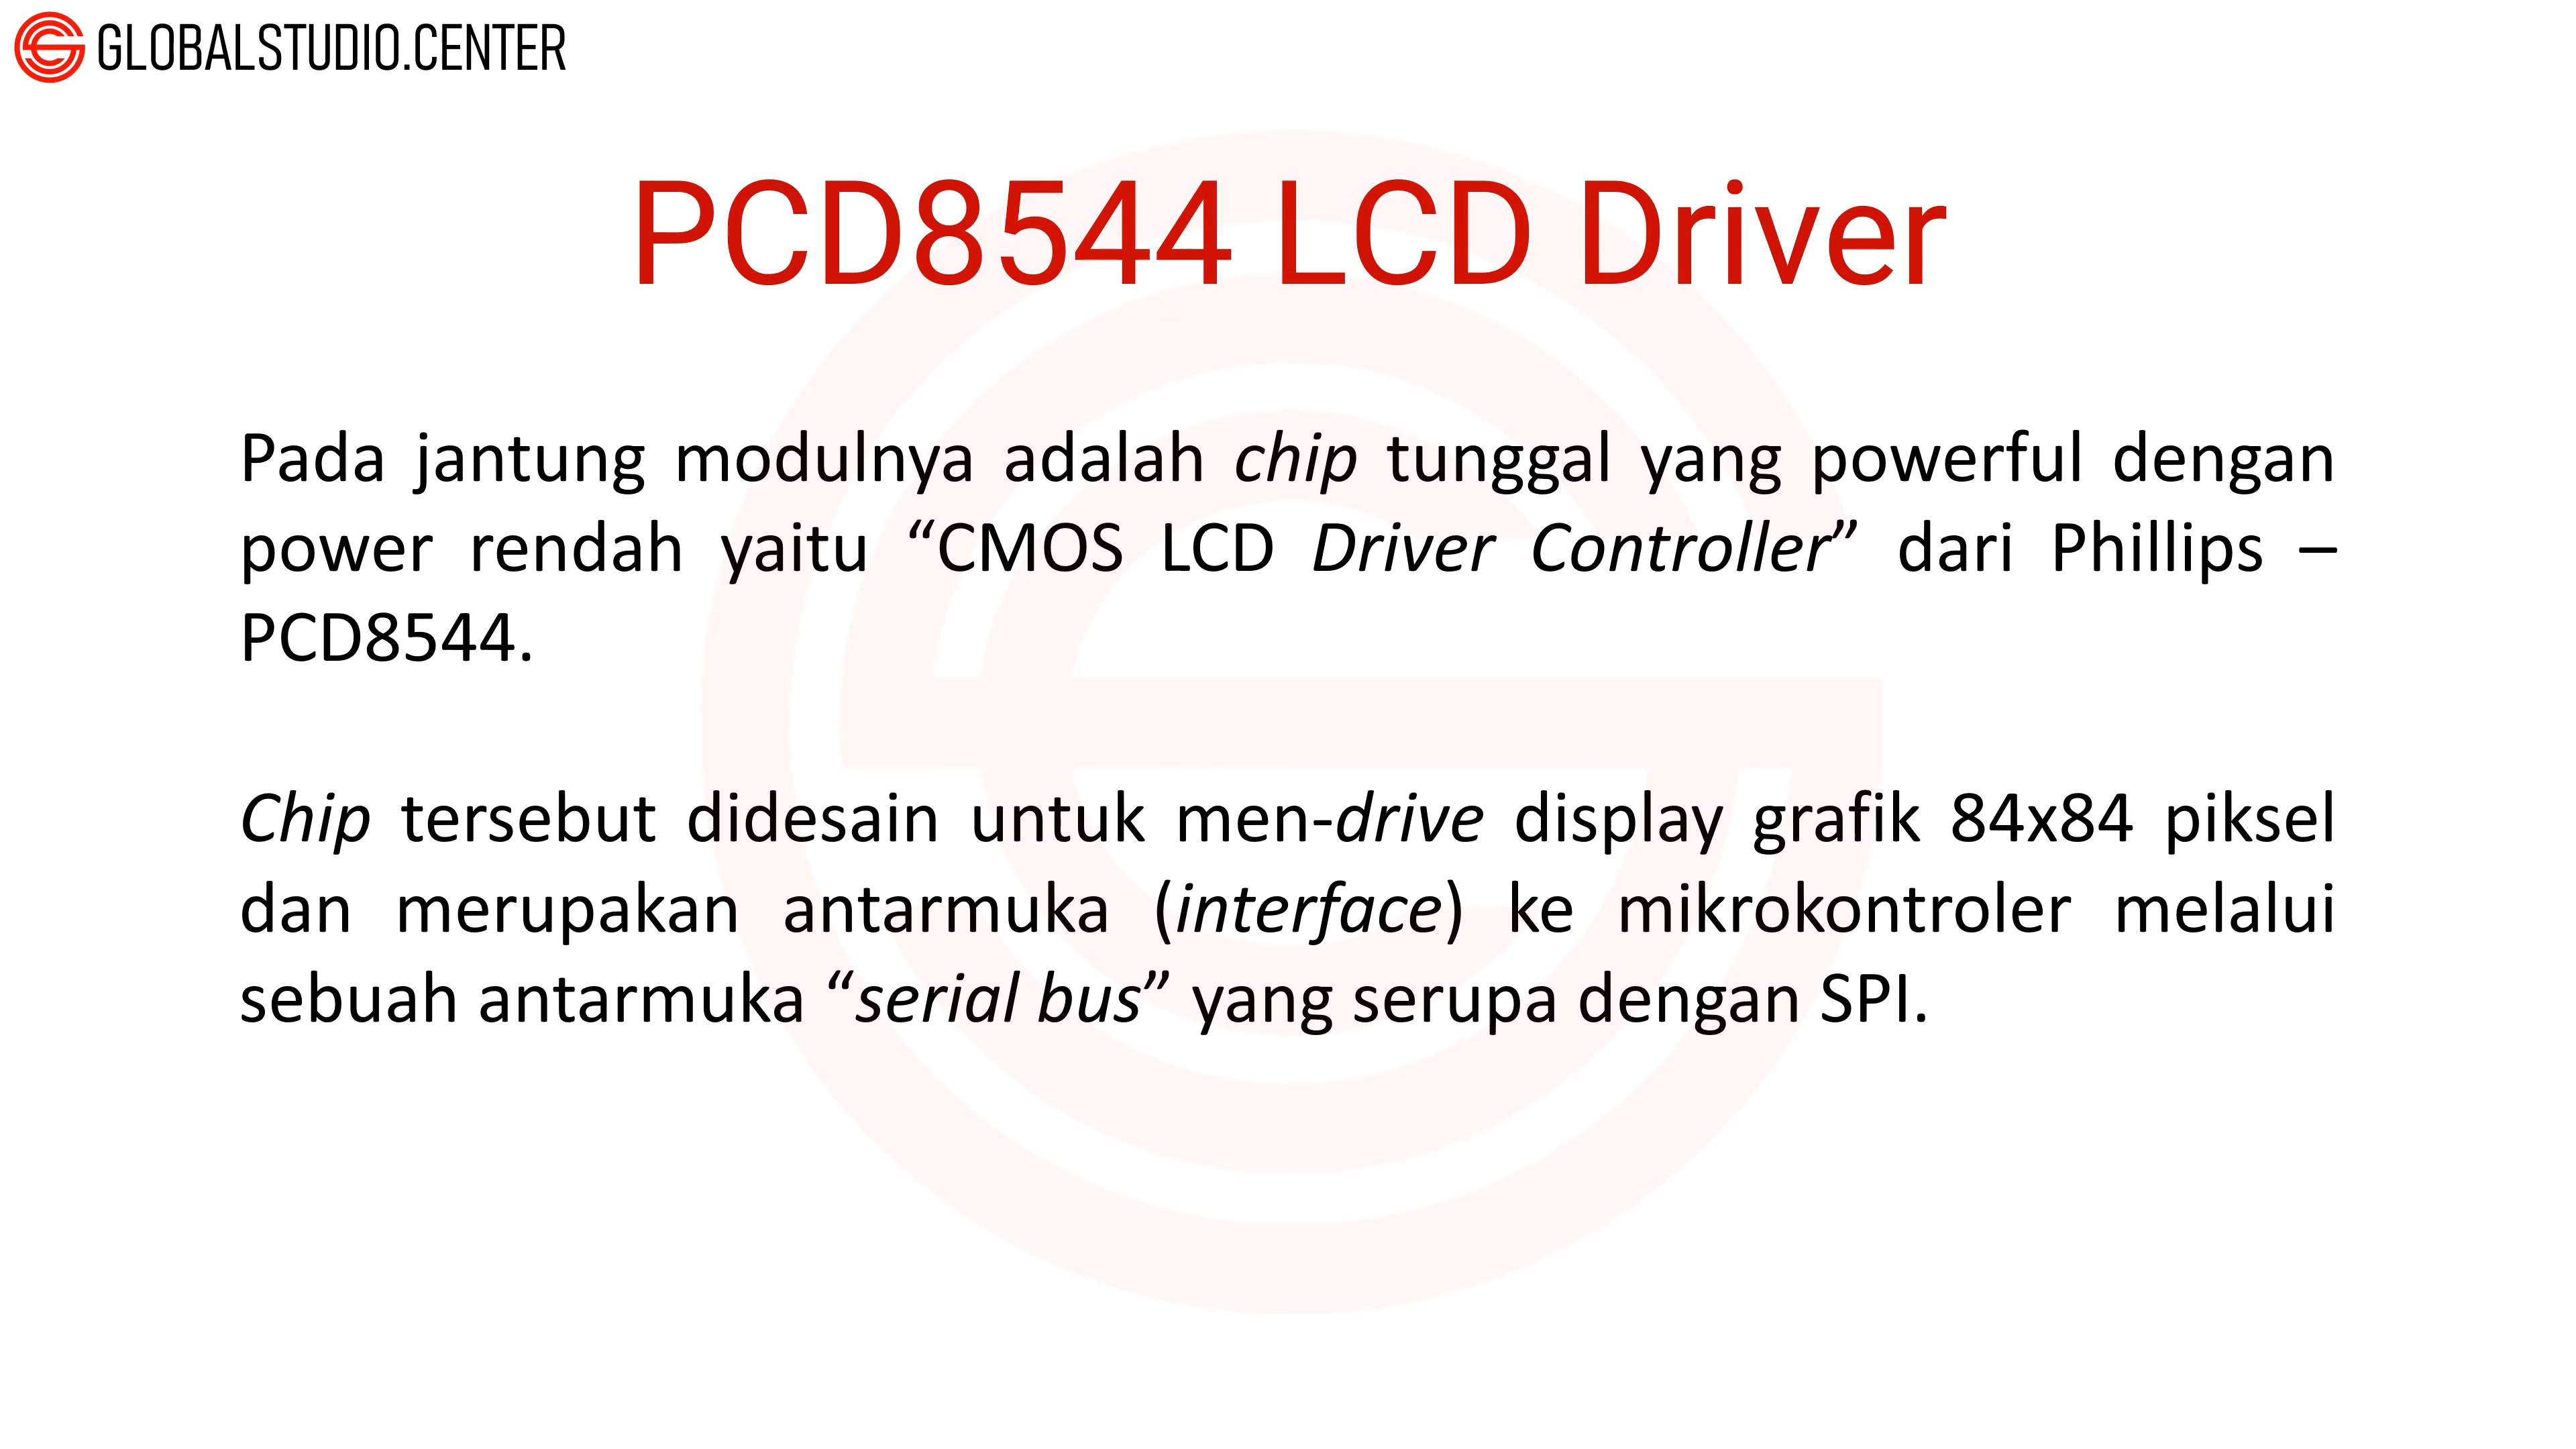 GLOBALSTUDIO.CENTER
PCD8544 LCD Driver
Pada jantung modulnya adalah chip tunggal yang powerful dengan
power rendah yaitu “CMOS LCD Driver Controller” dari Phillips –
PCD8544.
Chip tersebut didesain untuk men-drive display grafik 84x84 piksel
dan merupakan antarmuka (interface) ke mikrokontroler melalui
sebuah antarmuka “serial bus” yang serupa dengan SPI.